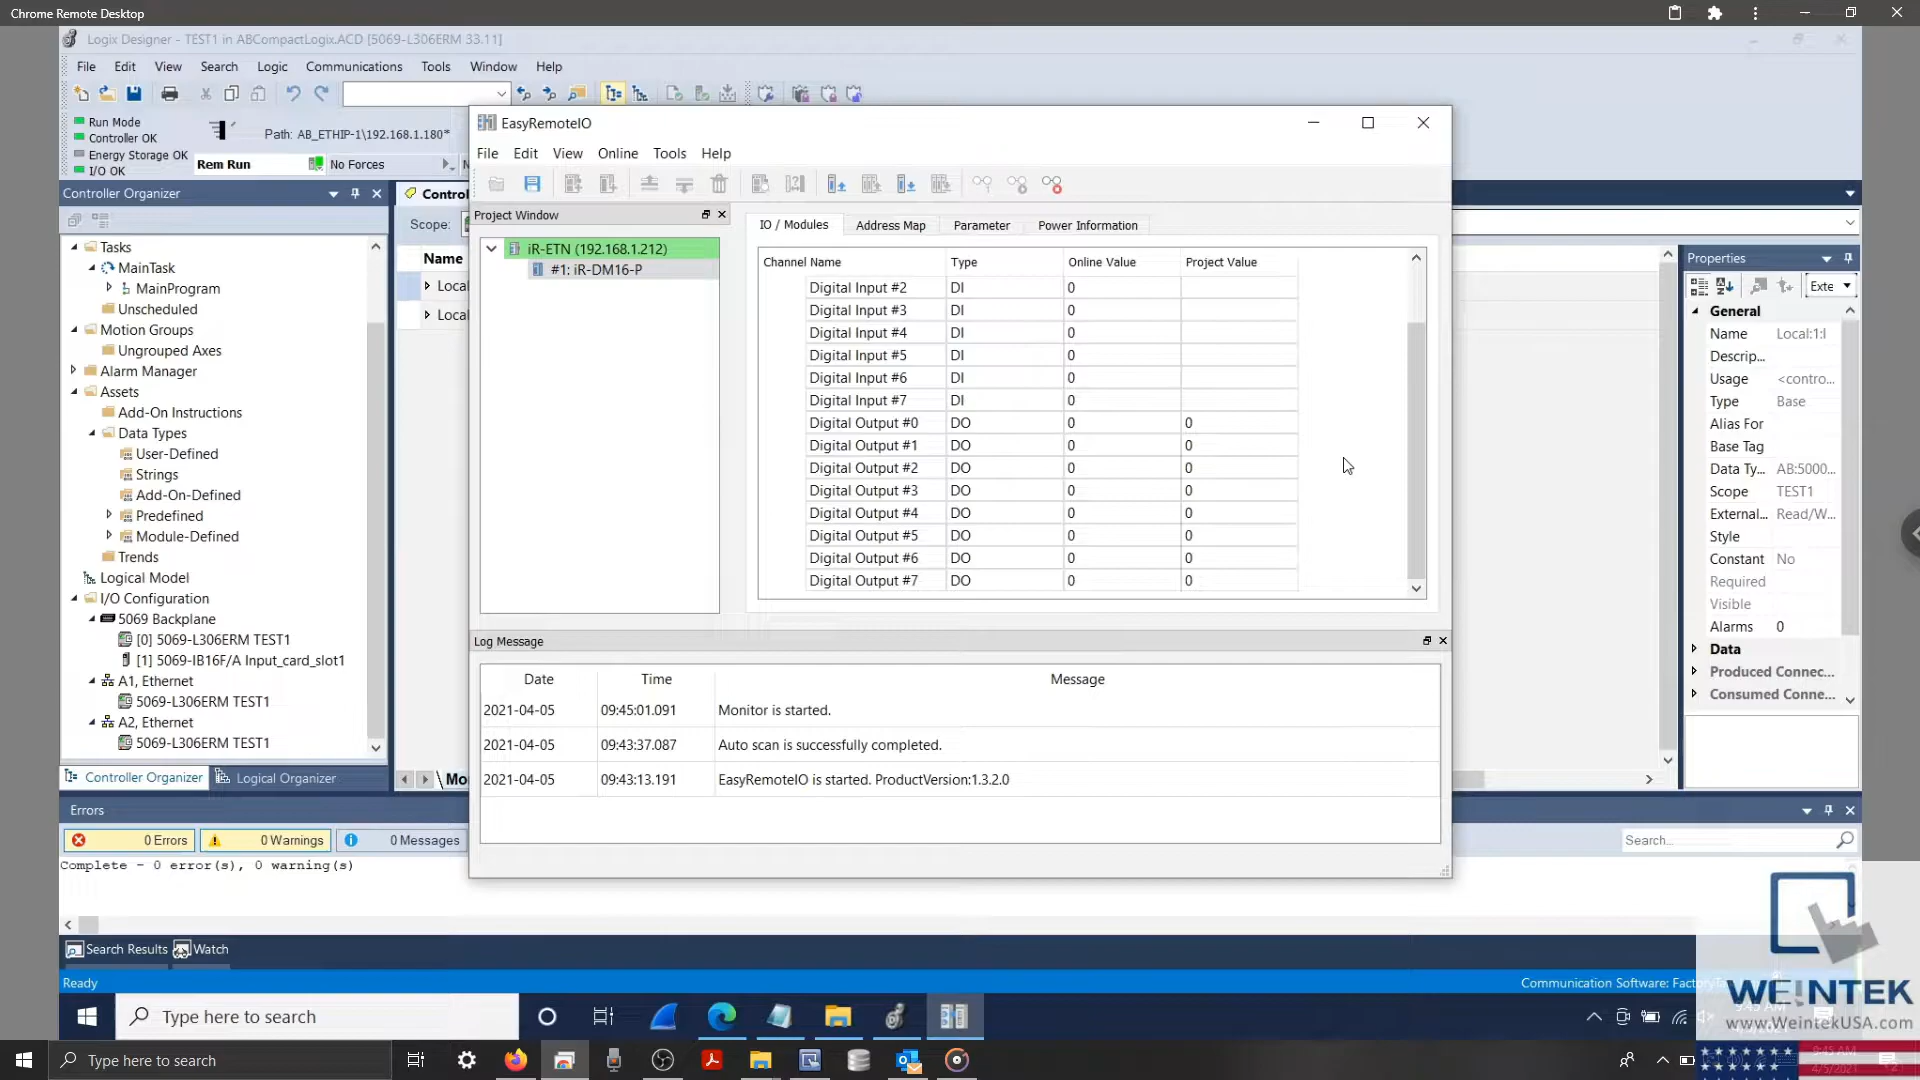 Chrome Remote Desktop
Logix Designer - TEST1 in ABCompactLogix.ACD [5069-L306ERM 33.11]
File Edit View Search Logic Communications Tools Window Help
Run Mode
Controller OK
Energy Storage OK
I/O OK
Path: AB_ETHIP-1\192.168.1.180*
Rem Run
No Forces
Controller Organizer
Tasks
MainTask
MainProgram
Unscheduled
Motion Groups
Ungrouped Axes
Alarm Manager
Assets
Add-On Instructions
Data Types
User-Defined
Strings
Add-On-Defined
Predefined
Module-Defined
Trends
Logical Model
I/O Configuration
5069 Backplane
[0] 5069-L306ERM TEST1
[1] 5069-IB16F/A Input_card_slot1
A1, Ethernet
5069-L306ERM TEST1
A2, Ethernet
5069-L306ERM TEST1
Controller Organizer Logical Organizer
Contro
Scope:
Name
Local
Local
Mo
EasyRemoteIO
File Edit View Online Tools Help
Project Window
iR-ETN (192.168.1.212)
#1: iR-DM16-P
IO / Modules Address Map Parameter Power Information
Channel Name Type Online Value Project Value
Digital Input #2 DI 0
Digital Input #3 DI 0
Digital Input #4 DI 0
Digital Input #5 DI 0
Digital Input #6 DI 0
Digital Input #7 DI 0
Digital Output #0 DO 0 0
Digital Output #1 DO 0 0
Digital Output #2 DO 0 0
Digital Output #3 DO 0 0
Digital Output #4 DO 0 0
Digital Output #5 DO 0 0
Digital Output #6 DO 0 0
Digital Output #7 DO 0 0
Log Message
Date Time Message
2021-04-05 09:45:01.091 Monitor is started.
2021-04-05 09:43:37.087 Auto scan is successfully completed.
2021-04-05 09:43:13.191 EasyRemoteIO is started. ProductVersion:1.3.2.0
Properties
Exte
General
Name Local:1:I
Descrip...
Usage <contro...
Type Base
Alias For
Base Tag
Data Ty... AB:5000...
Scope TEST1
External... Read/W...
Style
Constant No
Required
Visible
Alarms 0
Data
Produced Connec...
Consumed Conne...
Errors
0 Errors 0 Warnings 0 Messages
Search...
Complete - 0 error(s), 0 warning(s)
Search Results Watch
Ready
Communication Software: FactoryTa
Type here to search
WEINTEK
www.WeintekUSA.com
Type here to search
9:45 AM
4/5/2021